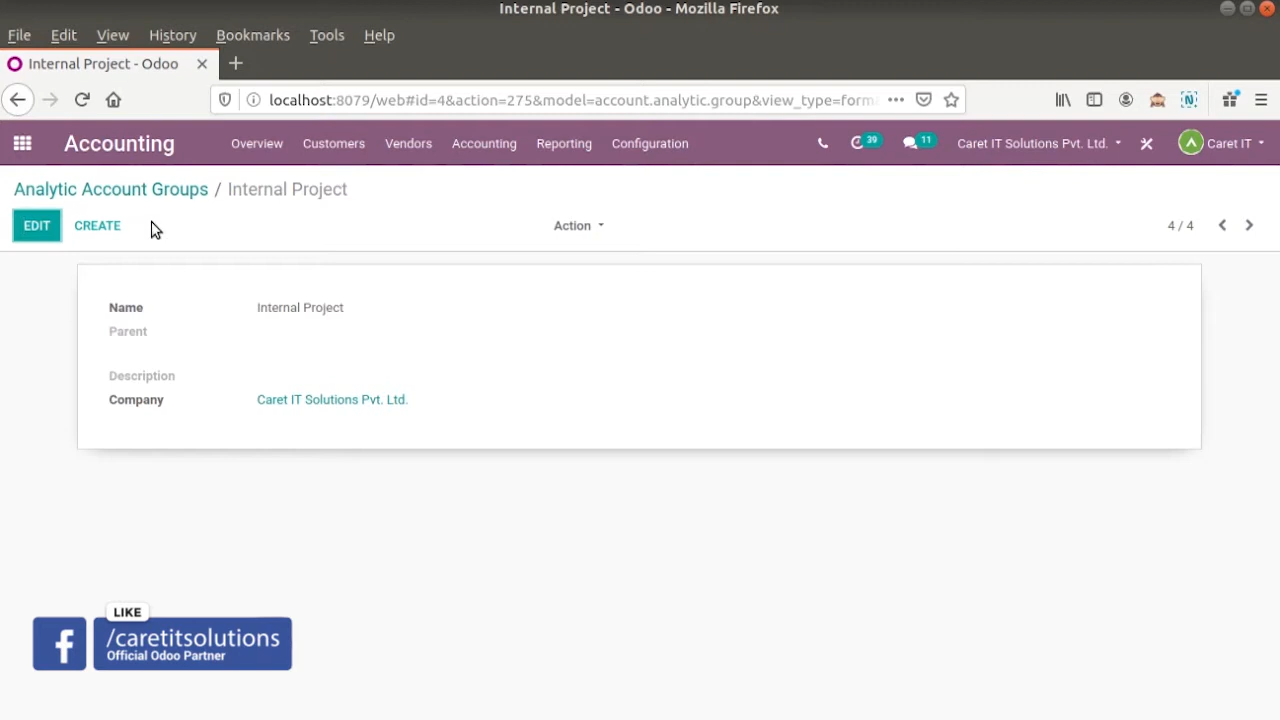 Internal Project - Odoo - Mozilla Firefox
File Edit View History Bookmarks Tools Help
Internal Project - Odoo
localhost:8079/web#id=4&action=275&model=account.analytic.group&view_type=form
Accounting Overview Customers Vendors Accounting Reporting Configuration 39 11 Caret IT Solutions Pvt. Ltd. Caret IT
Analytic Account Groups / Internal Project
EDIT CREATE Action 4 / 4
Name Internal Project
Parent
Description
Company Caret IT Solutions Pvt. Ltd.
LIKE
/caretitsolutions
Official Odoo Partner